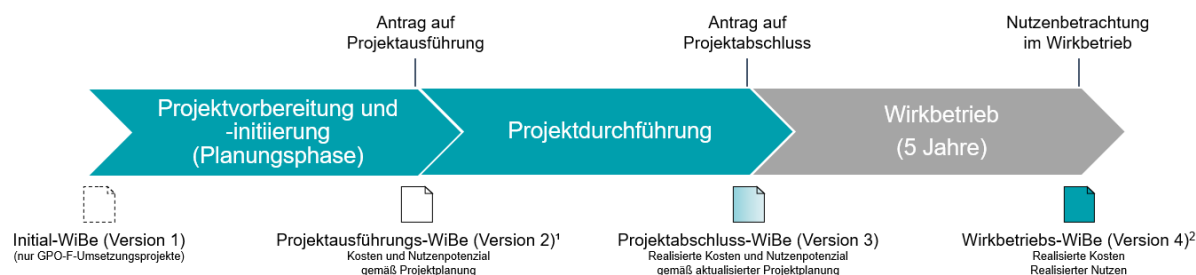 Antrag auf
Projektausführung
Antrag auf
Projektabschluss
Nutzenbetrachtung
im Wirkbetrieb
Projektvorbereitung und
-initiierung
(Planungsphase)
Projektdurchführung
Wirkbetrieb
(5 Jahre)
Initial-WiBe (Version 1)
(nur GPO-F-Umsetzungsprojekte)
Projektausführungs-WiBe (Version 2)¹
Kosten und Nutzenpotenzial
gemäß Projektplanung
Projektabschluss-WiBe (Version 3)
Realisierte Kosten und Nutzenpotenzial
gemäß aktualisierter Projektplanung
Wirkbetriebs-WiBe (Version 4)²
Realisierte Kosten
Realisierter Nutzen